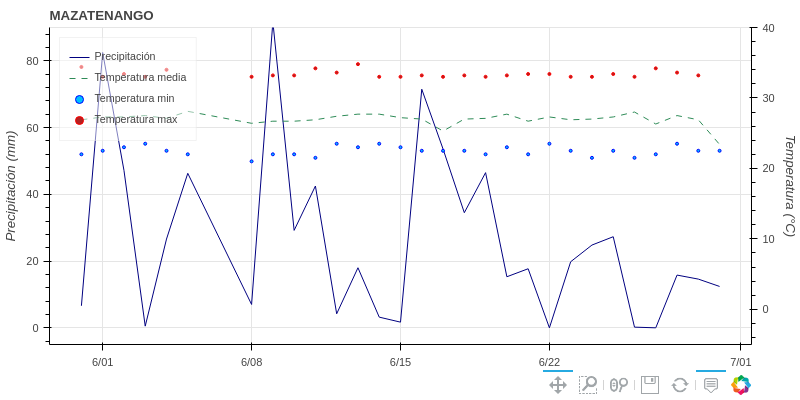 MAZATENANGO
Precipitación
Temperatura media
Temperatura min
Temperatura max
Precipitación (mm)
80
60
40
20
0
Temperatura (°C)
40
30
20
10
0
6/01
6/08
6/15
6/22
7/01